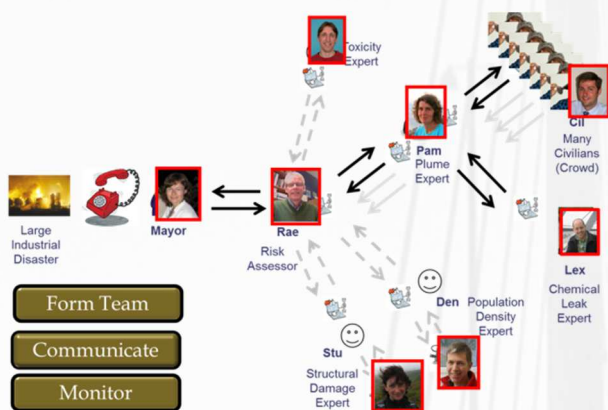 Toxicity
Expert
Pam
Plume
Expert
Cil
Many
Civilians
(Crowd)
Large
Industrial
Disaster
Mayor
Rae
Risk
Assessor
Lex
Chemical
Leak
Expert
Den Population
Density
Expert
Stu
Structural
Damage
Expert
Form Team
Communicate
Monitor